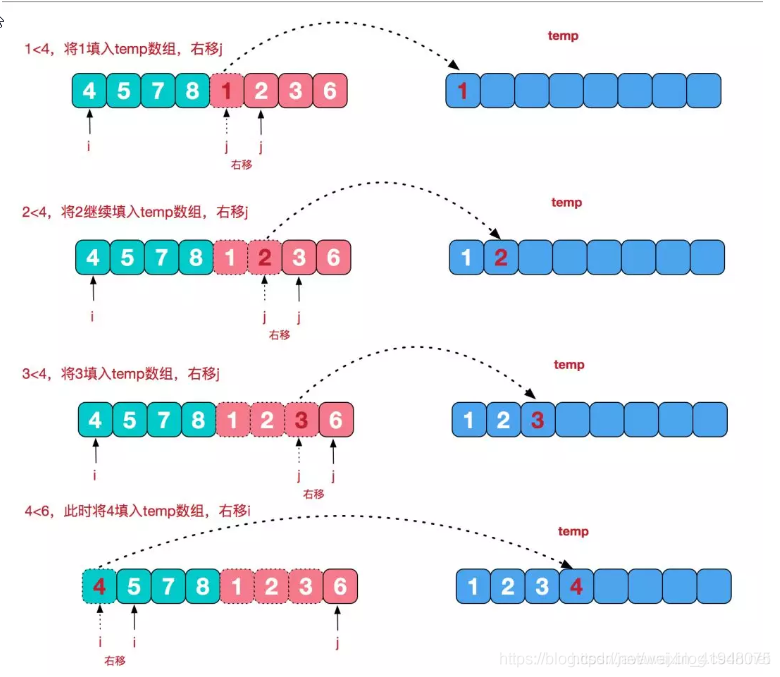 1<4，将1填入temp数组，右移j
temp
4 5 7 8 1 2 3 6
1
i j j
右移
2<4，将2继续填入temp数组，右移j
temp
4 5 7 8 1 2 3 6
1 2
i j j
右移
3<4，将3填入temp数组，右移j
temp
4 5 7 8 1 2 3 6
1 2 3
i j j
右移
4<6，此时将4填入temp数组，右移i
temp
4 5 7 8 1 2 3 6
1 2 3 4
i i j
右移
https://blog